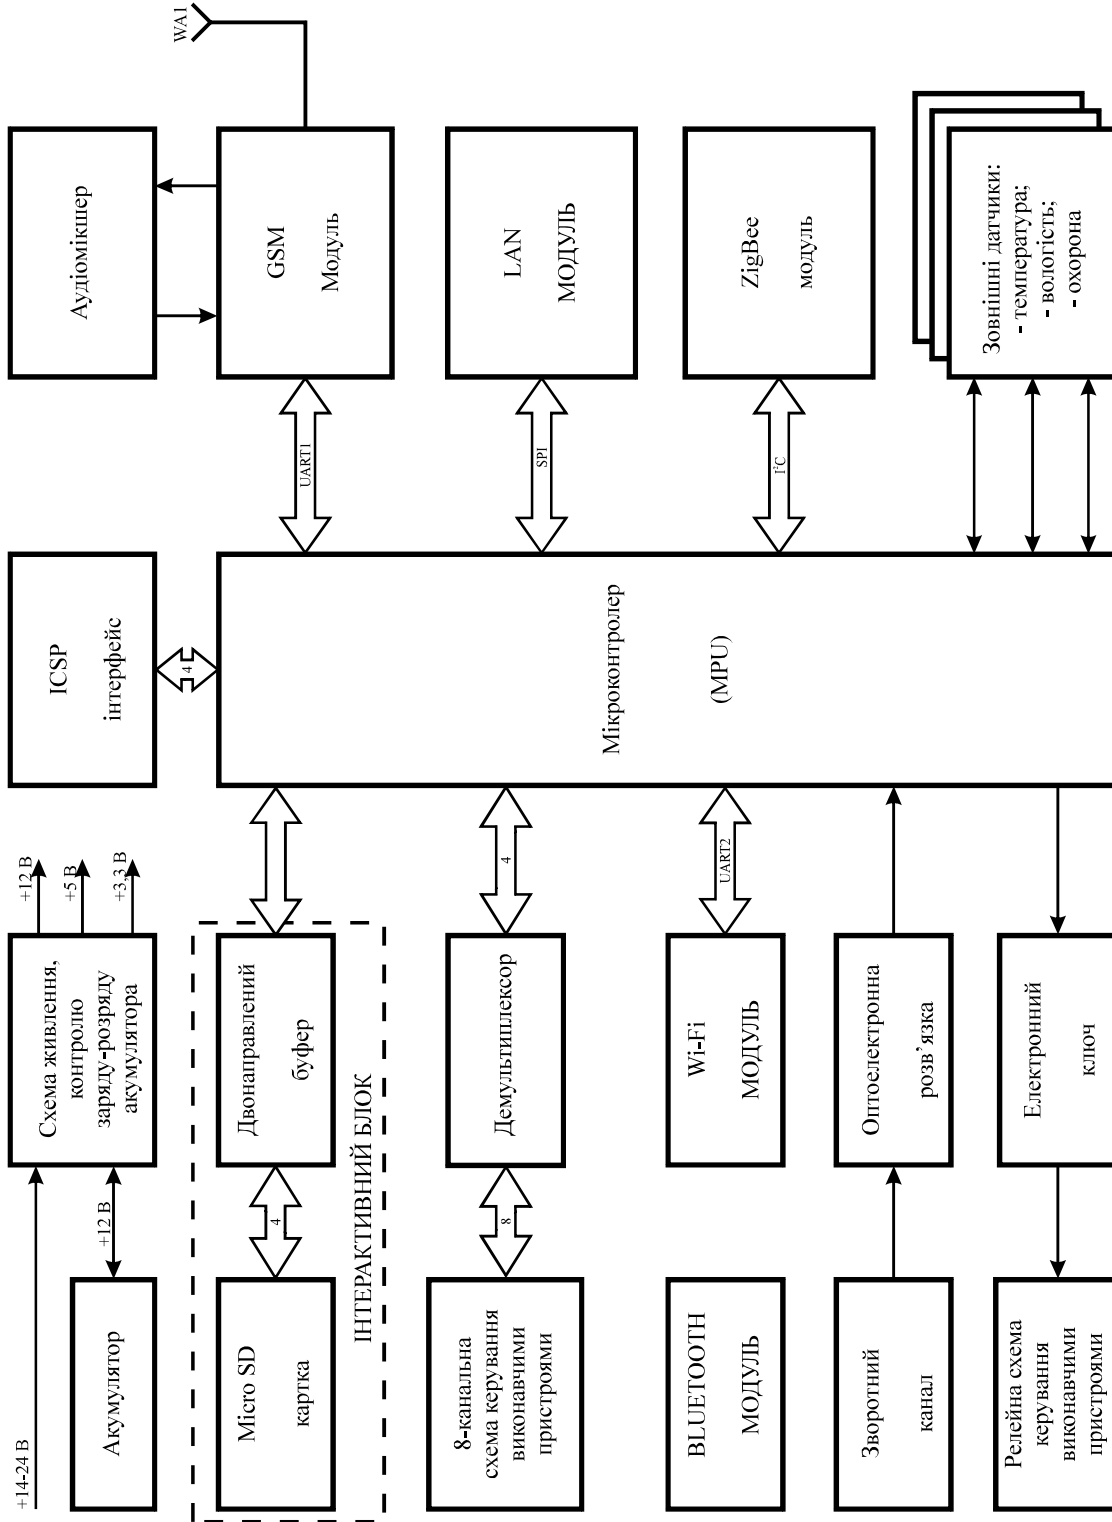 +14-24 В
Акумулятор
+12 В
Схема живлення,
контролю
заряду-розряду
акумулятора
+12 В
+5 В
+3,3 В
ICSP
інтерфейс
4
Аудіомікшер
WA1
Micro SD
картка
4
Двонаправлений
буфер
ІНТЕРАКТИВНИЙ БЛОК
Мікроконтролер
(MPU)
UART1
GSM
Модуль
8-канальна
схема керування
виконавчими
пристроями
8
Демультиплексор
4
SPI
LAN
МОДУЛЬ
BLUETOOTH
МОДУЛЬ
Wi-Fi
МОДУЛЬ
UART2
I²C
ZigBee
модуль
Зворотний
канал
Оптоелектронна
розв’язка
Релейна схема
керування
виконавчими
пристроями
Електронний
ключ
Зовнішні датчики:
- температура;
- вологість;
- охорона